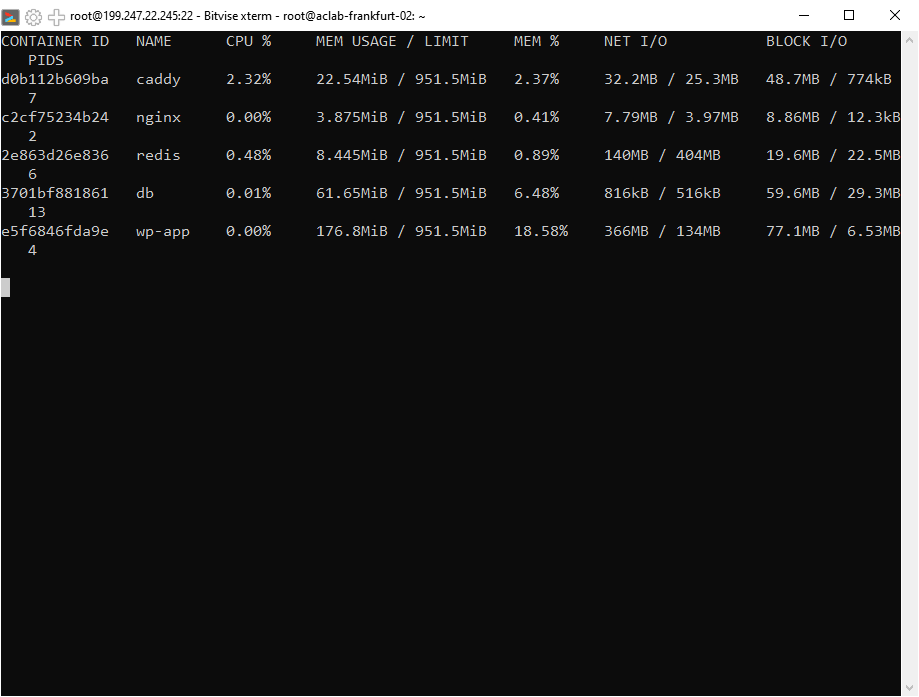 root@199.247.22.245:22 - Bitvise xterm - root@aclab-frankfurt-02: ~
CONTAINER ID   NAME     CPU %     MEM USAGE / LIMIT     MEM %     NET I/O           BLOCK I/O
   PIDS
d0b112b609ba   caddy     2.32%     22.54MiB / 951.5MiB   2.37%     32.2MB / 25.3MB   48.7MB / 774kB
   7
c2cf75234b24   nginx     0.00%     3.875MiB / 951.5MiB   0.41%     7.79MB / 3.97MB   8.86MB / 12.3kB
   2
2e863d26e836   redis     0.48%     8.445MiB / 951.5MiB   0.89%     140MB / 404MB     19.6MB / 22.5MB
   6
3701bf881861   db        0.01%     61.65MiB / 951.5MiB   6.48%     816kB / 516kB     59.6MB / 29.3MB
   13
e5f6846fda9e   wp-app    0.00%     176.8MiB / 951.5MiB   18.58%    366MB / 134MB     77.1MB / 6.53MB
   4